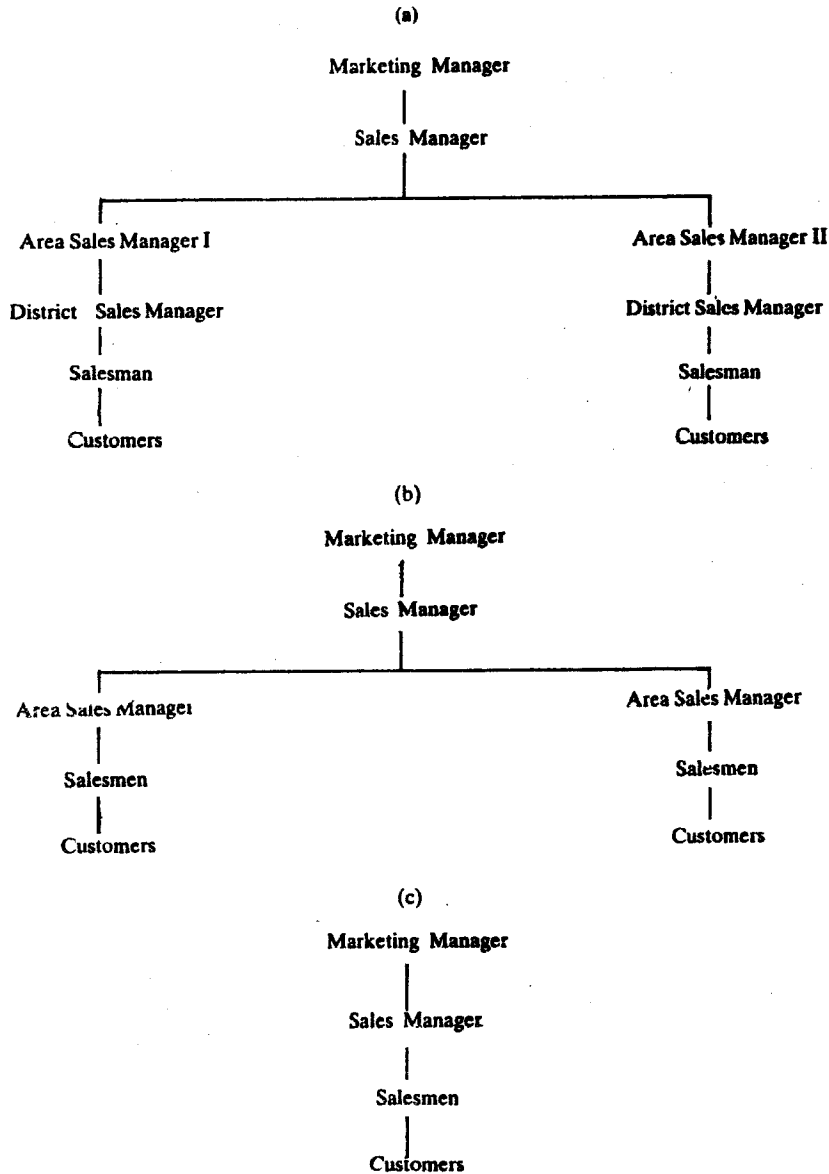 (a)
Marketing Manager
Sales Manager
Area Sales Manager I
Area Sales Manager II
District Sales Manager
District Sales Manager
Salesman
Salesman
Customers
Customers
(b)
Marketing Manager
Sales Manager
Area Sales Manager
Area Sales Manager
Salesmen
Salesmen
Customers
Customers
(c)
Marketing Manager
Sales Manager
Salesmen
Customers